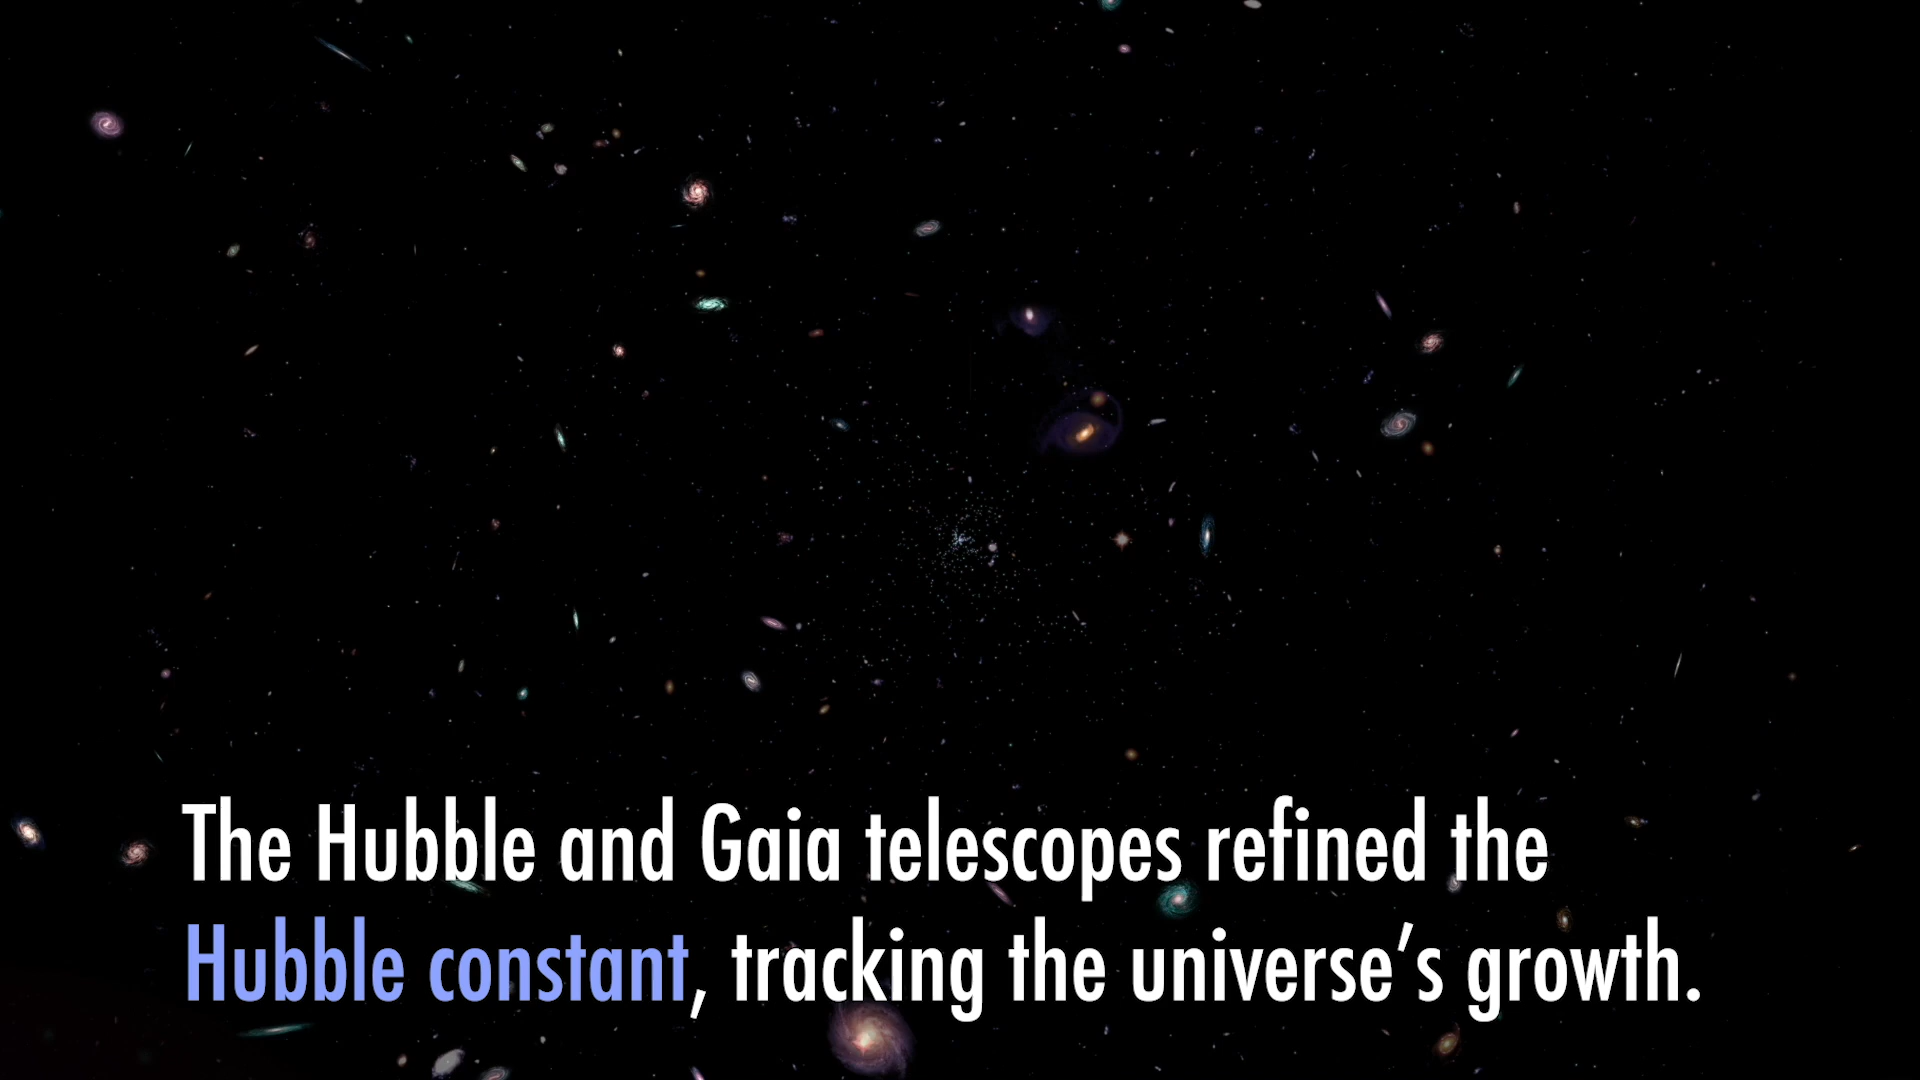 The Hubble and Gaia telescopes refined the
Hubble constant, tracking the universe’s growth.